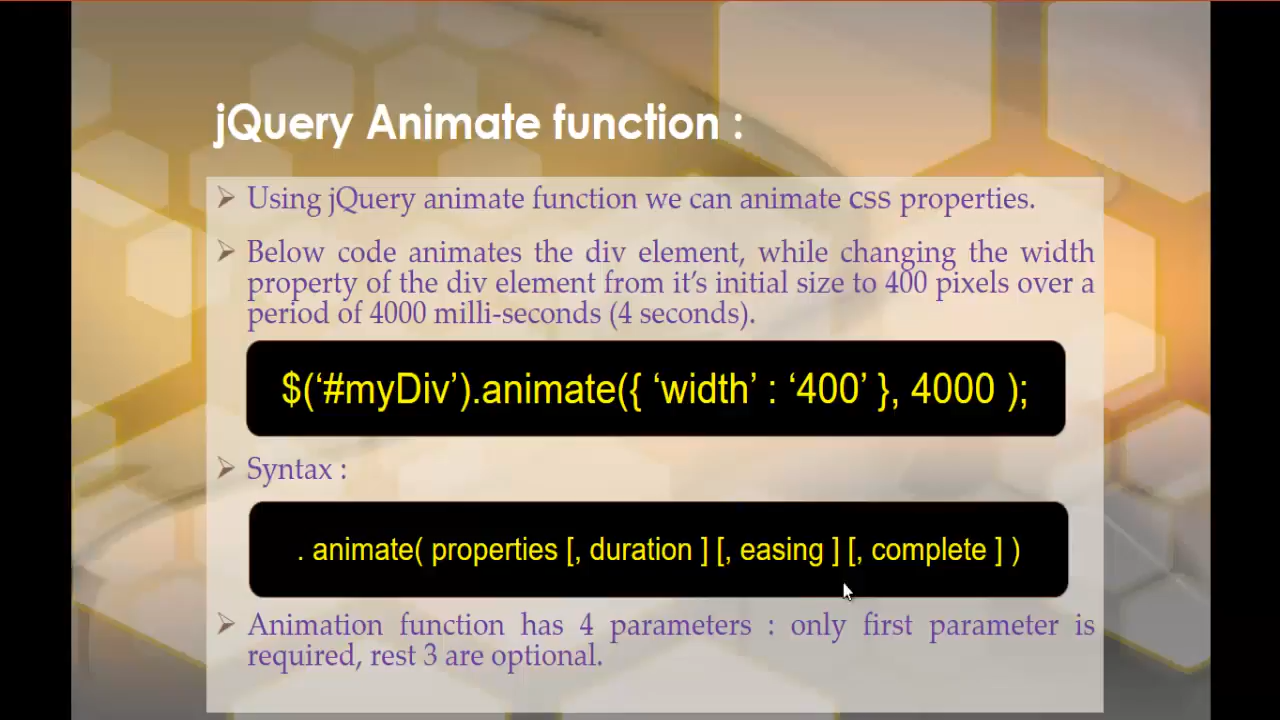 jQuery Animate function :
Using jQuery animate function we can animate css properties.
Below code animates the div element, while changing the width
property of the div element from it’s initial size to 400 pixels over a
period of 4000 milli-seconds (4 seconds).
$(‘#myDiv’).animate({ ‘width’ : ‘400’ }, 4000 );
Syntax :
. animate( properties [, duration ] [, easing ] [, complete ] )
Animation function has 4 parameters : only first parameter is
required, rest 3 are optional.